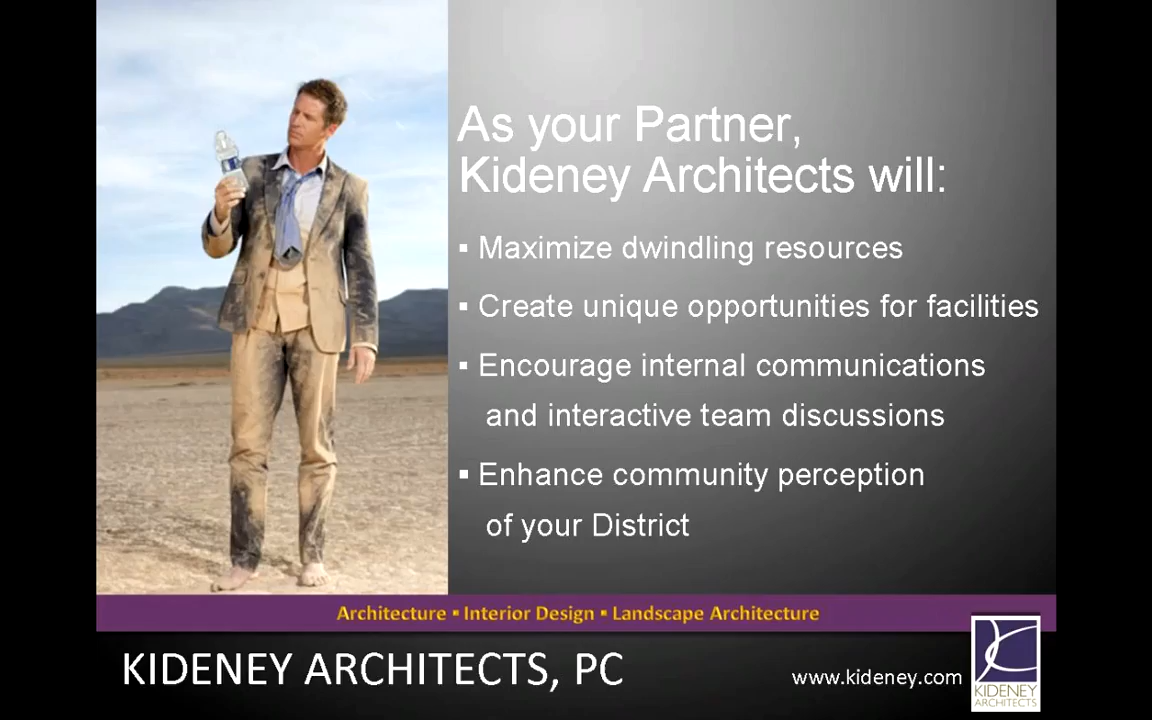 As your Partner,
Kideney Architects will:
▪ Maximize dwindling resources
▪ Create unique opportunities for facilities
▪ Encourage internal communications
and interactive team discussions
▪ Enhance community perception
of your District
Architecture ▪ Interior Design ▪ Landscape Architecture
KIDENEY ARCHITECTS, PC
www.kideney.com
KIDENEY
ARCHITECTS